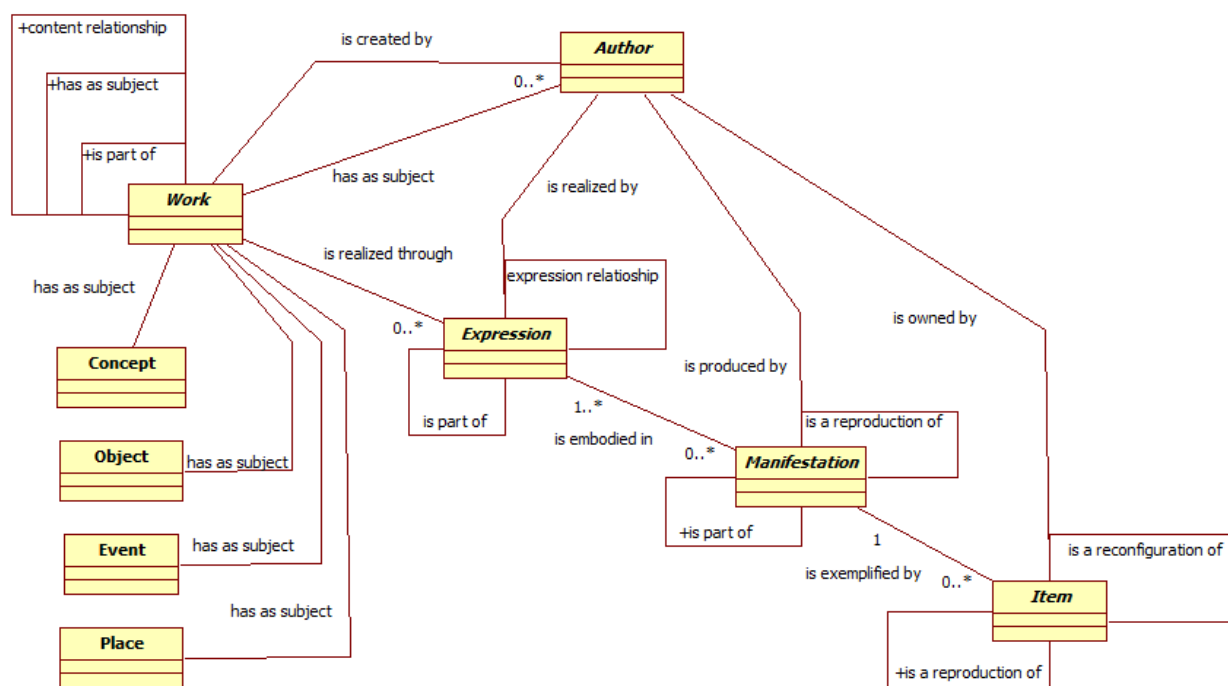 +content relationship
is created by
Author
+has as subject
0..*
+is part of
has as subject
is realized by
Work
is realized through
expression relatioship
has as subject
0..*
Expression
is owned by
Concept
is produced by
is part of
1..*
is a reproduction of
is embodied in
Object
has as subject
0..*
Manifestation
+is part of
Event
has as subject
1
is a reconfiguration of
is exemplified by
0..*
Item
has as subject
Place
+is a reproduction of